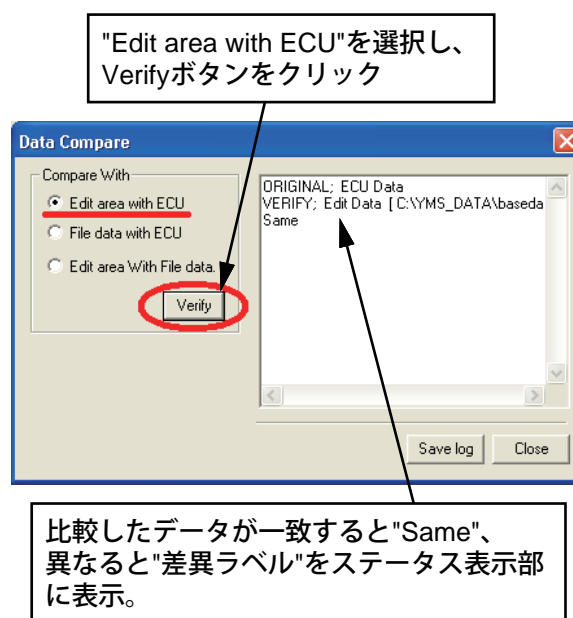 "Edit area with ECU"を選択し、
Verifyボタンをクリック
Data Compare
Compare With
Edit area with ECU
File data with ECU
Edit area With File data.
Verify
ORIGINAL; ECU Data
VERIFY; Edit Data [ C:\YMS_DATA\baseda
Same
Save log
Close
比較したデータが一致すると"Same"、
異なると"差異ラベル"をステータス表示部
に表示。